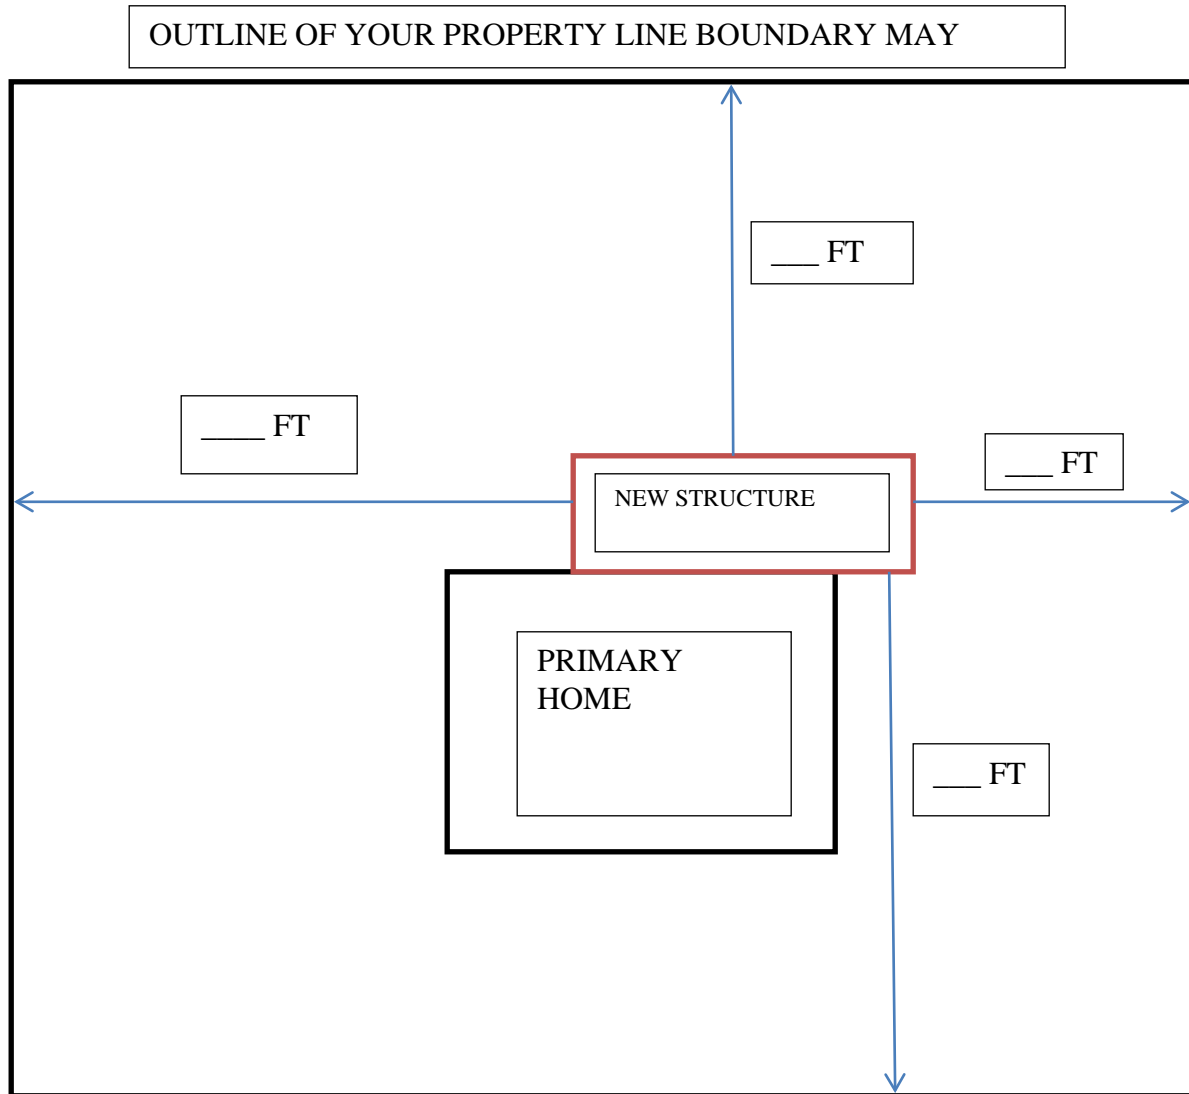 OUTLINE OF YOUR PROPERTY LINE BOUNDARY MAY
___ FT
____ FT
___ FT
NEW STRUCTURE
PRIMARY
HOME
___ FT